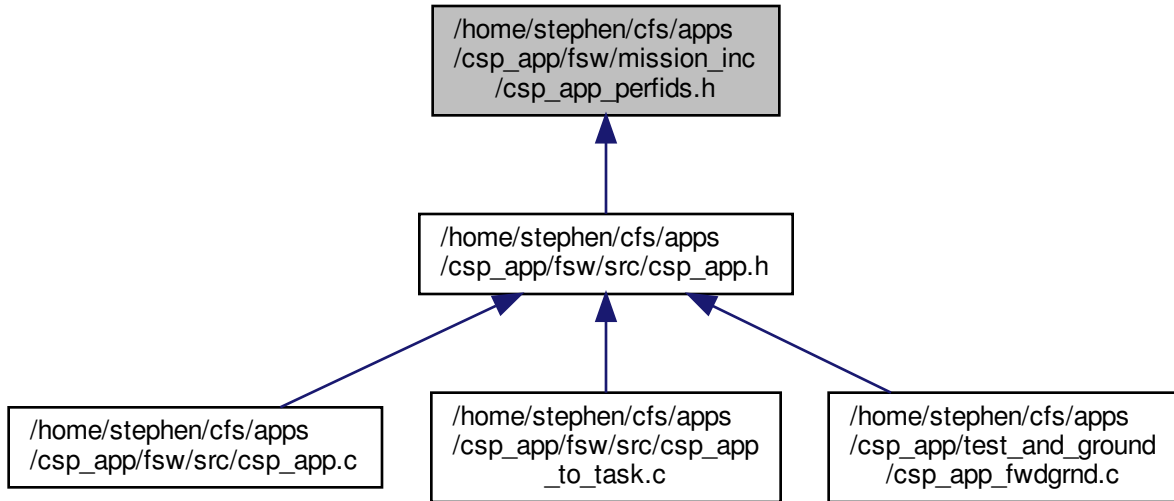 /home/stephen/cfs/apps
/csp_app/fsw/mission_inc
/csp_app_perfids.h
/home/stephen/cfs/apps
/csp_app/fsw/src/csp_app.h
/home/stephen/cfs/apps
/csp_app/fsw/src/csp_app.c
/home/stephen/cfs/apps
/csp_app/fsw/src/csp_app
_to_task.c
/home/stephen/cfs/apps
/csp_app/test_and_ground
/csp_app_fwdgrnd.c